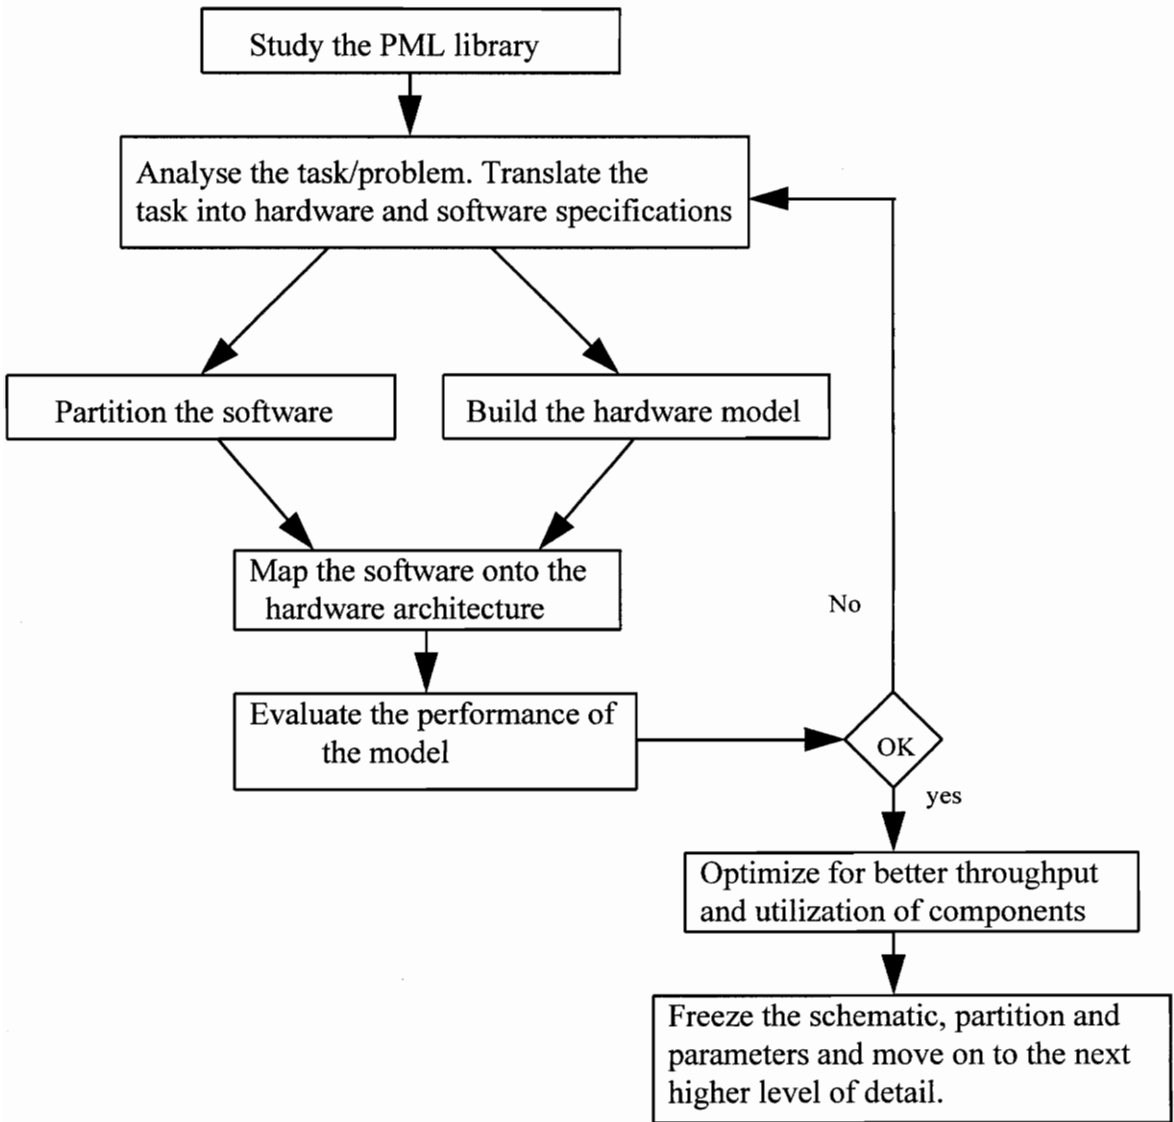 Study the PML library
Analyse the task/problem. Translate the
task into hardware and software specifications
Partition the software
Build the hardware model
Map the software onto the
hardware architecture
No
Evaluate the performance of
the model
OK
yes
Optimize for better throughput
and utilization of components
Freeze the schematic, partition and
parameters and move on to the next
higher level of detail.